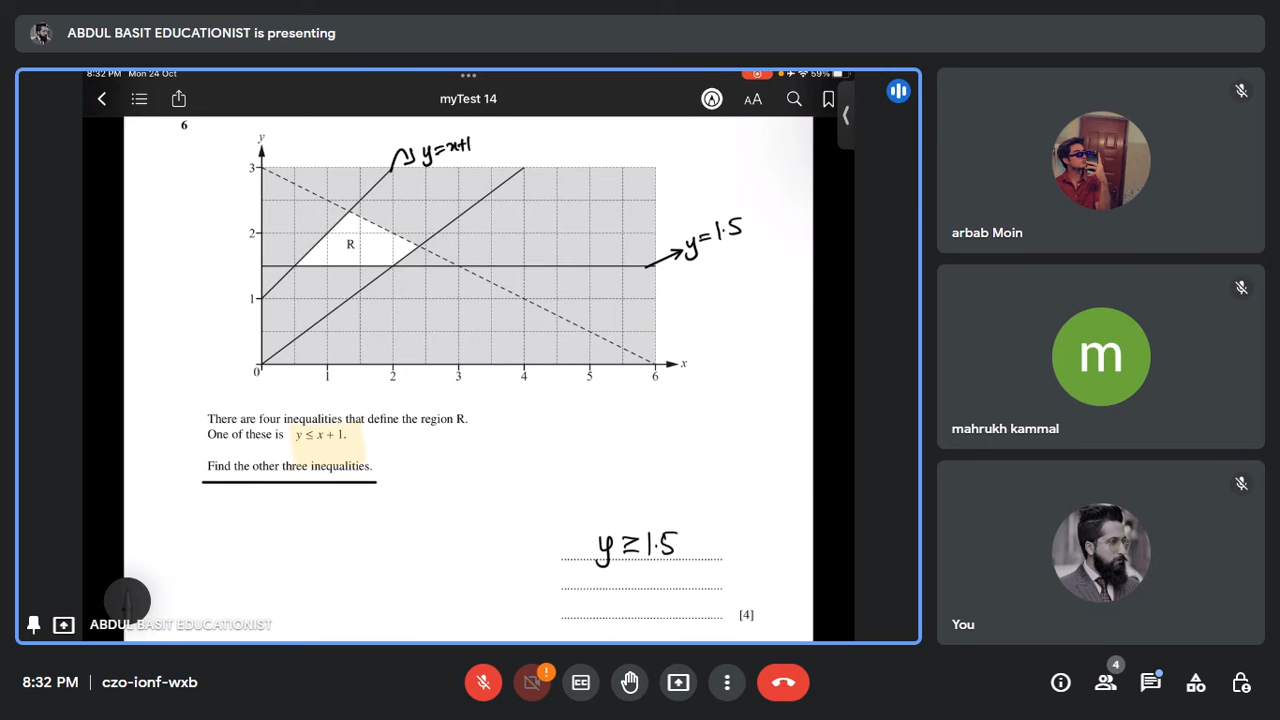 ABDUL BASIT EDUCATIONIST is presenting
8:32 PM Mon 24 Oct
59%
myTest 14
AA
6
y
3
2
1
0
1
2
3
4
5
6
x
R
y=x+1
y=1.5
There are four inequalities that define the region R.
One of these is y ≤ x + 1.
Find the other three inequalities.
y ≥ 1.5
[4]
ABDUL BASIT EDUCATIONIST
arbab Moin
m
mahrukh kammal
You
8:32 PM | czo-ionf-wxb
!
CC
4